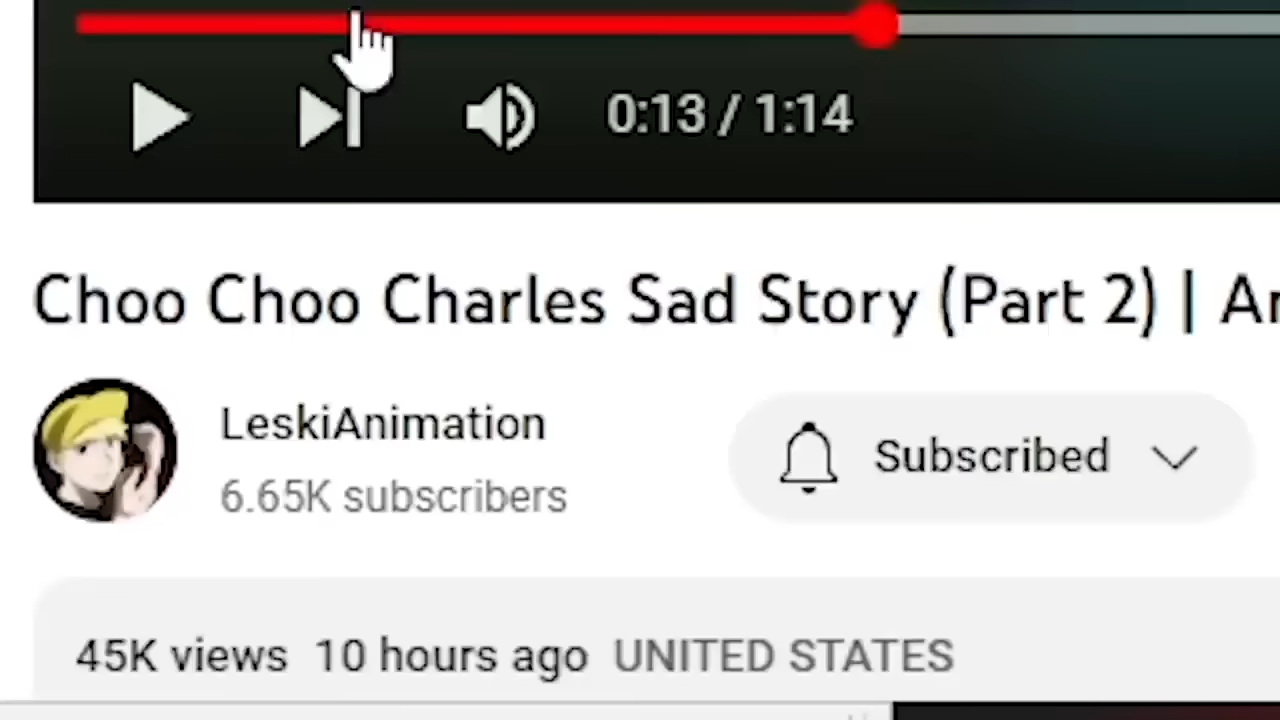 0:13 / 1:14
Choo Choo Charles Sad Story (Part 2) |
LeskiAnimation
6.65K subscribers
Subscribed
45K views 10 hours ago UNITED STATES